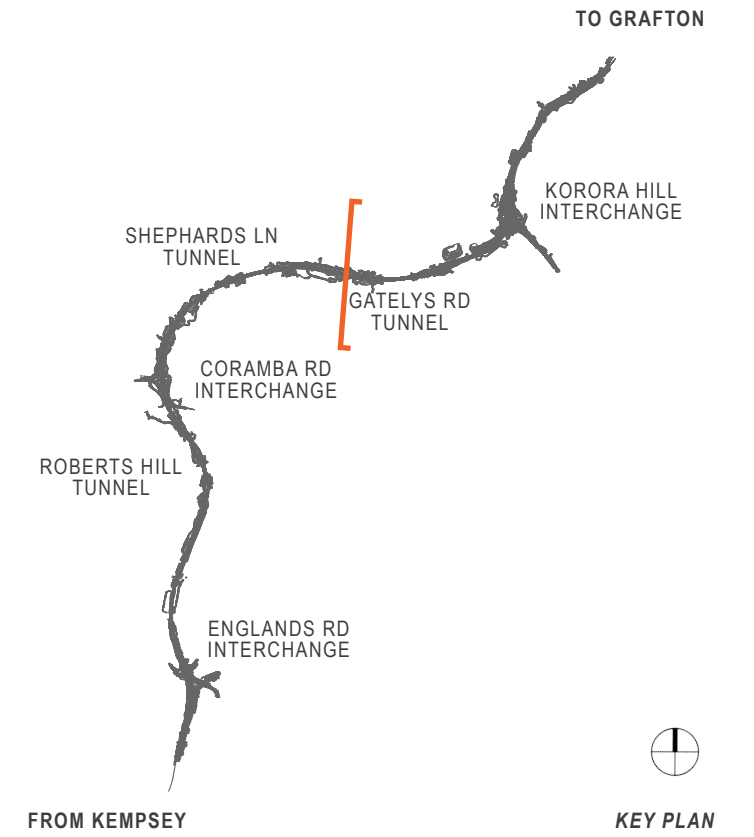 TO GRAFTON
KORORA HILL
INTERCHANGE
SHEPHARDS LN
TUNNEL
GATELYS RD
TUNNEL
CORAMBA RD
INTERCHANGE
ROBERTS HILL
TUNNEL
ENGLANDS RD
INTERCHANGE
FROM KEMPSEY
KEY PLAN